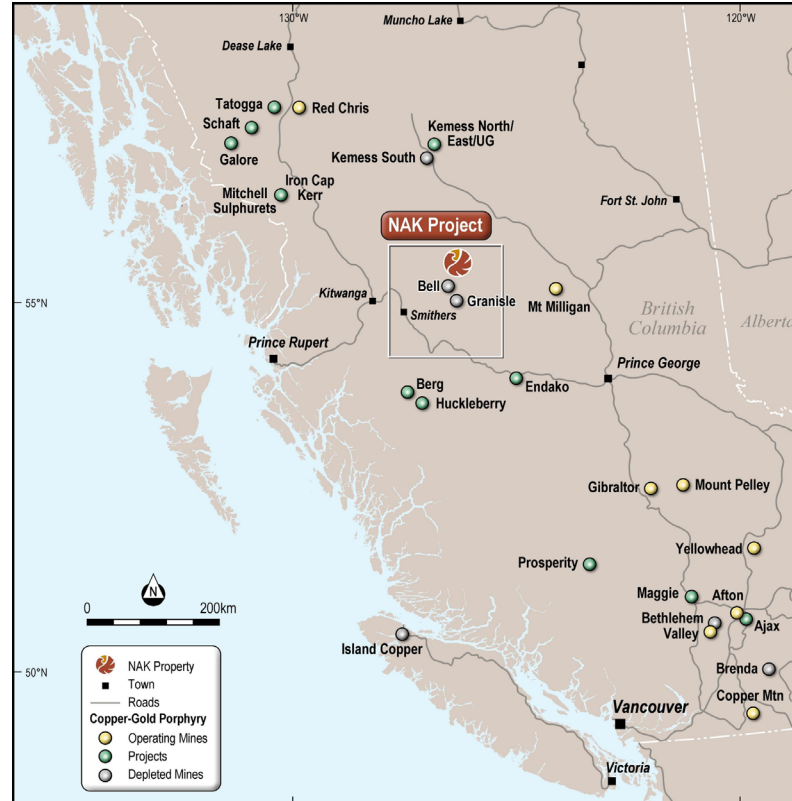 130°W
120°W
Muncho Lake
Dease Lake
Tatogga
Red Chris
Schaft
Galore
Kemess North/
East/UG
Kemess South
Iron Cap
Mitchell Kerr
Sulphurets
Fort St. John
NAK Project
Bell
Granisle
Mt Milligan
Kitwanga
Smithers
55°N
British
Columbia
Alberta
Prince Rupert
Prince George
Endako
Berg
Huckleberry
Gibraltor
Mount Pelley
Yellowhead
Prosperity
Maggie
Afton
Bethlehem
Valley
Ajax
N
0 200km
Island Copper
50°N
Brenda
Copper Mtn
Vancouver
Victoria
NAK Property
Town
Roads
Copper-Gold Porphyry
Operating Mines
Projects
Depleted Mines